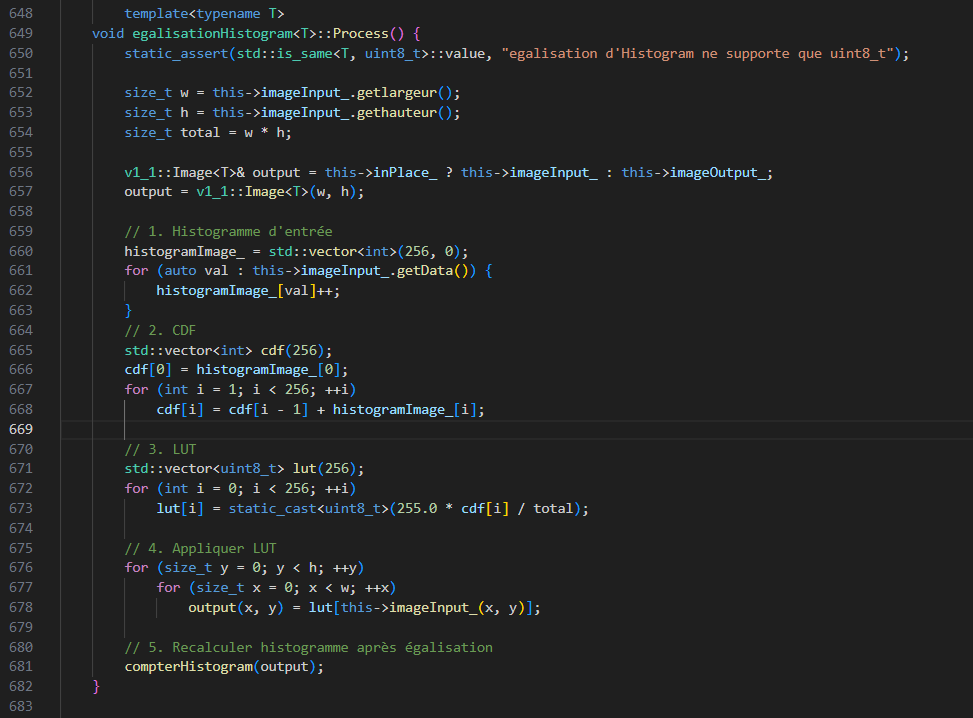 648 template<typename T>
649 void egalisationHistogram<T>::Process() {
650 static_assert(std::is_same<T, uint8_t>::value, "egalisation d'Histogram ne supporte que uint8_t");
651
652 size_t w = this->imageInput_.getlargeur();
653 size_t h = this->imageInput_.gethauteur();
654 size_t total = w * h;
655
656 v1_1::Image<T>& output = this->inPlace_ ? this->imageInput_ : this->imageOutput_;
657 output = v1_1::Image<T>(w, h);
658
659 // 1. Histogramme d'entrée
660 histogramImage_ = std::vector<int>(256, 0);
661 for (auto val : this->imageInput_.getData()) {
662 histogramImage_[val]++;
663 }
664 // 2. CDF
665 std::vector<int> cdf(256);
666 cdf[0] = histogramImage_[0];
667 for (int i = 1; i < 256; ++i)
668 cdf[i] = cdf[i - 1] + histogramImage_[i];
669
670 // 3. LUT
671 std::vector<uint8_t> lut(256);
672 for (int i = 0; i < 256; ++i)
673 lut[i] = static_cast<uint8_t>(255.0 * cdf[i] / total);
674
675 // 4. Appliquer LUT
676 for (size_t y = 0; y < h; ++y)
677 for (size_t x = 0; x < w; ++x)
678 output(x, y) = lut[this->imageInput_(x, y)];
679
680 // 5. Recalculer histogramme après égalisation
681 compterHistogram(output);
682 }
683